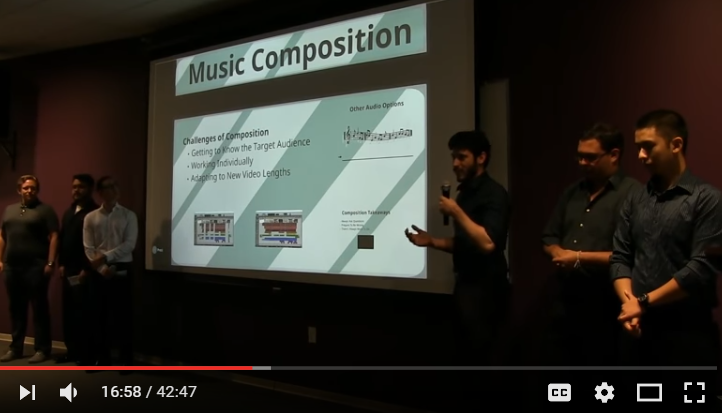 Music Composition
Other Audio Options
Challenges of Composition
• Getting to Know the Target Audience
• Working Individually
• Adapting to New Video Lengths
16:58 / 42:47
CC